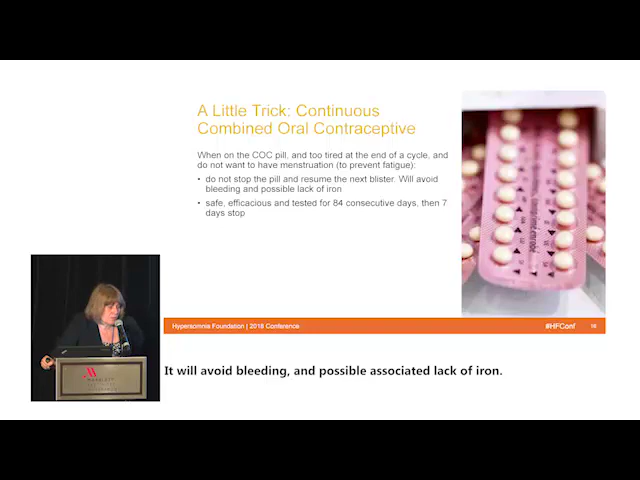 A Little Trick: Continuous
Combined Oral Contraceptive
When on the COC pill, and too tired at the end of a cycle, and
do not want to have menstruation (to prevent fatigue):
• do not stop the pill and resume the next blister. Will avoid
bleeding and possible lack of iron
• safe, efficacious and tested for 84 consecutive days, then 7
days stop
Hypersomnia Foundation | 2018 Conference
#HFConf
MARRIOTT
It will avoid bleeding, and possible associated lack of iron.